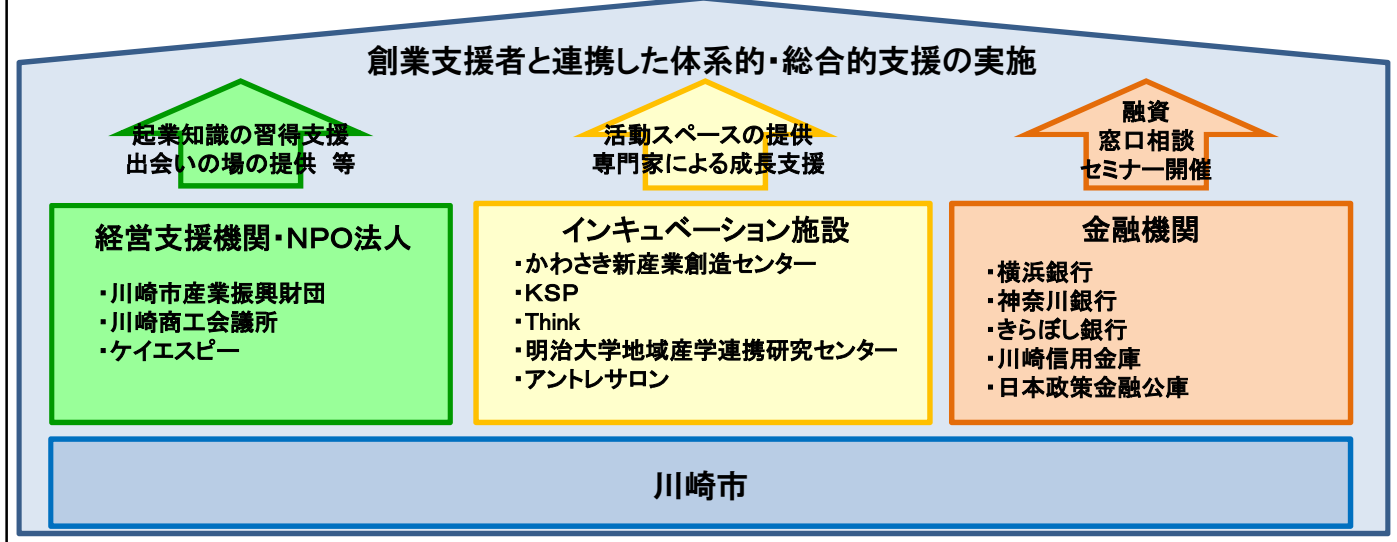 創業支援者と連携した体系的・総合的支援の実施
起業知識の習得支援
出会いの場の提供　等
経営支援機関・ＮＰＯ法人
・川崎市産業振興財団
・川崎商工会議所
・ケイエスピー
活動スペースの提供
専門家による成長支援
インキュベーション施設
・かわさき新産業創造センター
・ＫＳＰ
・Think
・明治大学地域産学連携研究センター
・アントレサロン
融資
窓口相談
セミナー開催
金融機関
・横浜銀行
・神奈川銀行
・きらぼし銀行
・川崎信用金庫
・日本政策金融公庫
川崎市